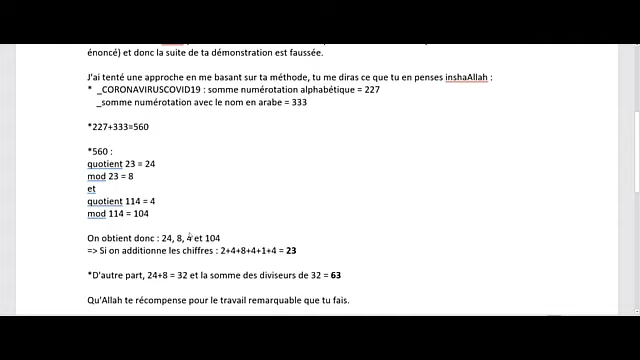 énoncé) et donc la suite de ta démonstration est faussée.
J'ai tenté une approche en me basant sur ta méthode, tu me diras ce que tu en penses inshaAllah :
* _CORONAVIRUSCOVID19 : somme numérotation alphabétique = 227
_somme numérotation avec le nom en arabe = 333
*227+333=560
*560 :
quotient 23 = 24
mod 23 = 8
et
quotient 114 = 4
mod 114 = 104
On obtient donc : 24, 8, 4 et 104
=> Si on additionne les chiffres : 2+4+8+4+1+4 = 23
*D'autre part, 24+8 = 32 et la somme des diviseurs de 32 = 63
Qu'Allah te récompense pour le travail remarquable que tu fais.